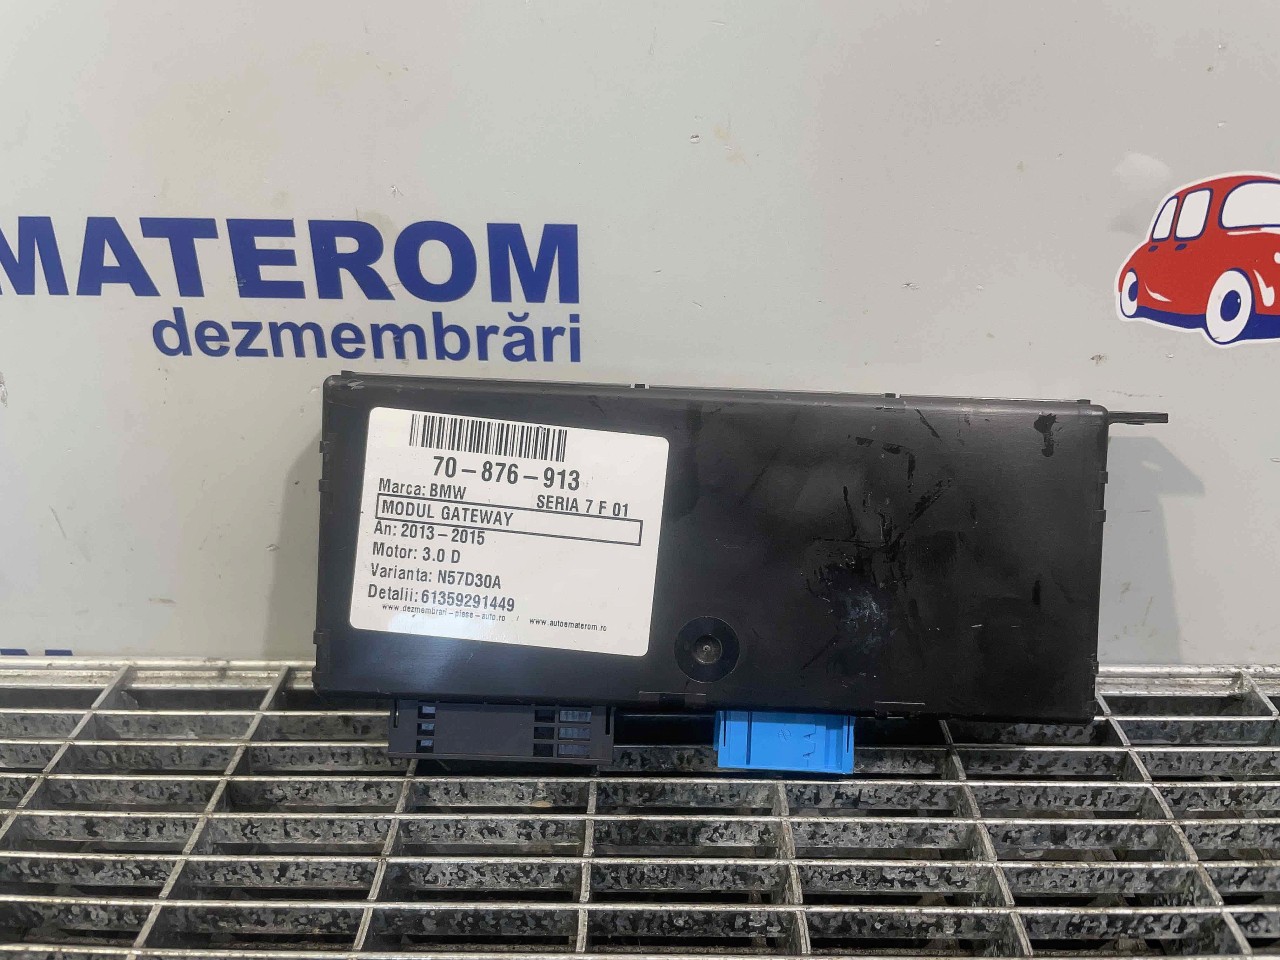 MATEROM
dezmembrări
70-876-913
Marca: BMW SERIA 7 F 01
MODUL GATEWAY
An: 2013-2015
Motor: 3.0 D
Varianta: N57D30A
Detalii: 61359291449
www.dezmembrari-piese-auto.ro / www.automaterom.ro